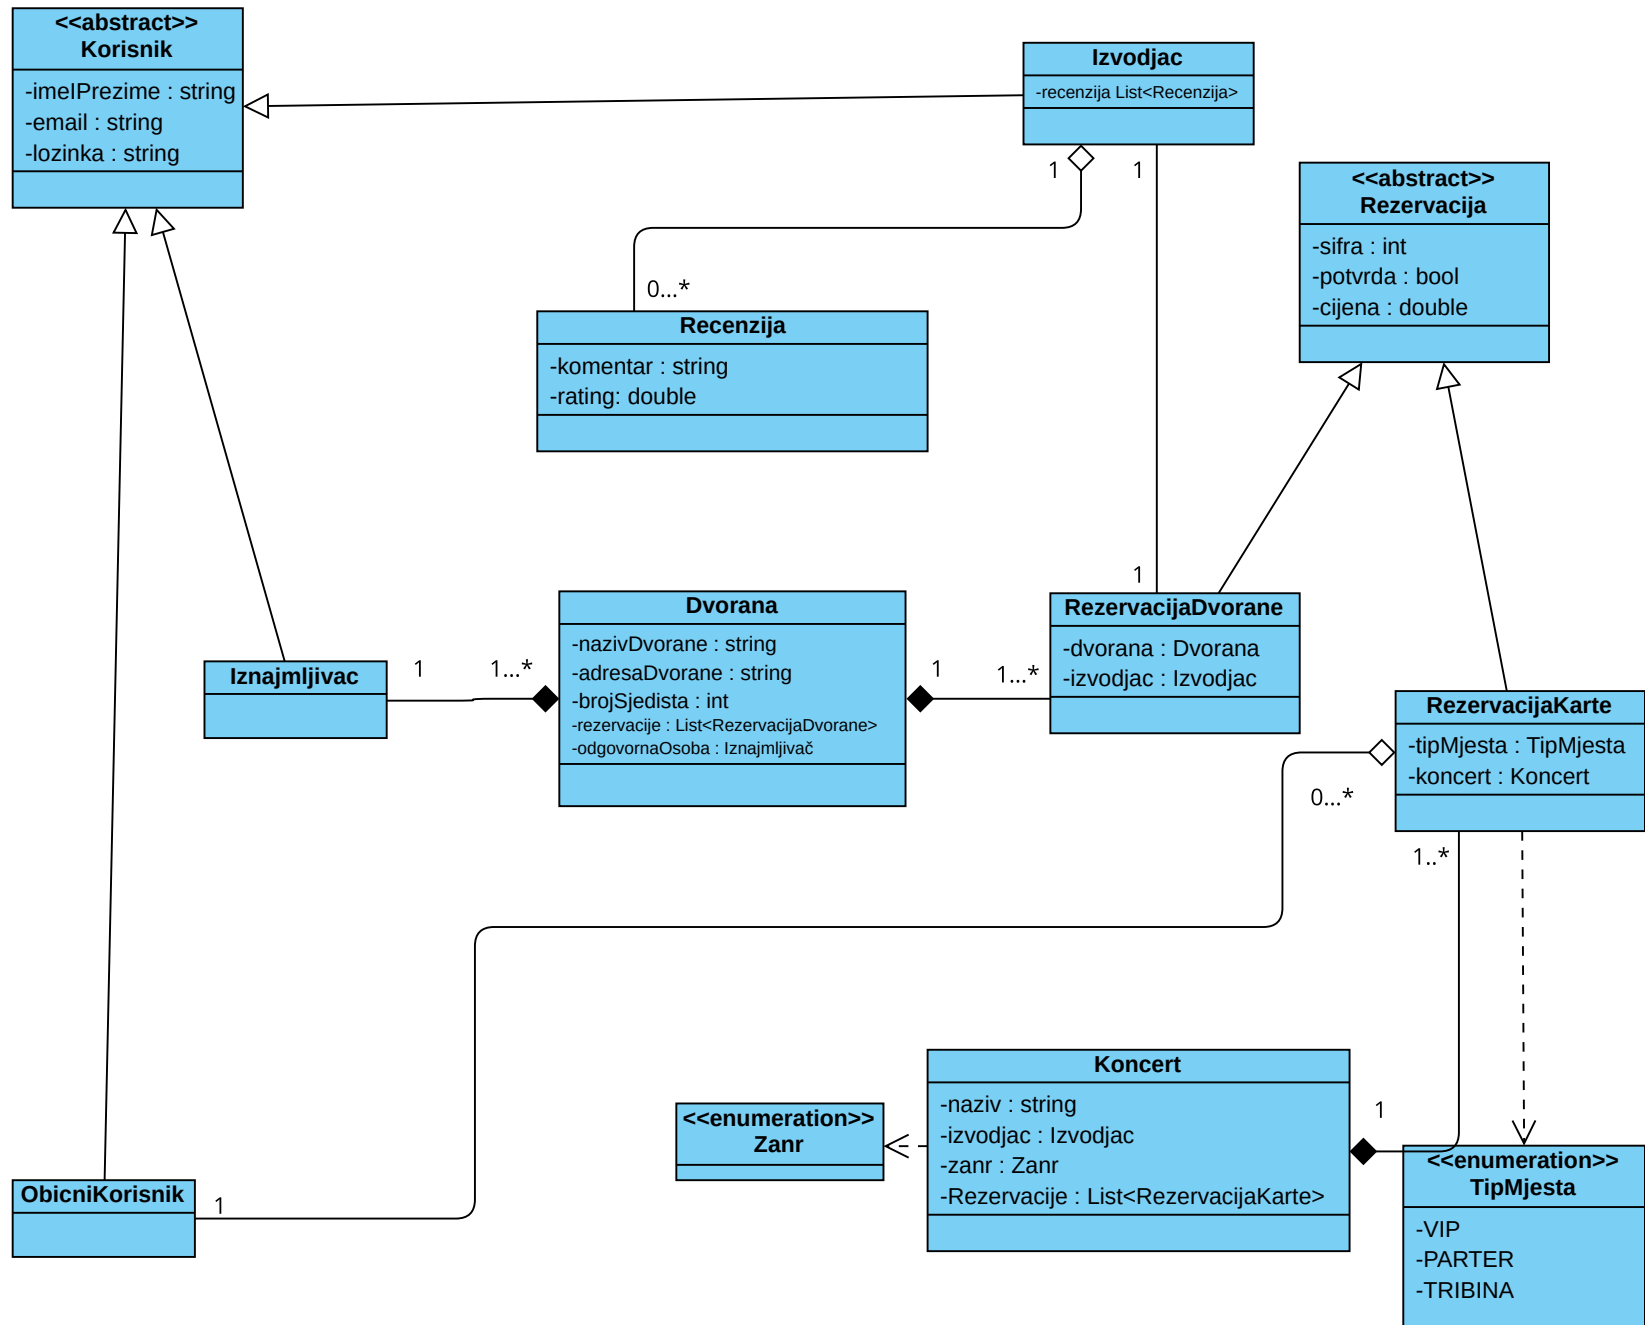 <<abstract>>
Korisnik
-imeIPrezime : string
-email : string
-lozinka : string
Izvodjac
-recenzija List<Recenzija>
1
1
<<abstract>>
Rezervacija
-sifra : int
-potvrda : bool
-cijena : double
0...*
Recenzija
-komentar : string
-rating: double
1
Iznajmljivac
1
1...*
Dvorana
-nazivDvorane : string
-adresaDvorane : string
-brojSjedista : int
-rezervacije : List<RezervacijaDvorane>
-odgovornaOsoba : Iznajmljivač
1
1...*
RezervacijaDvorane
-dvorana : Dvorana
-izvodjac : Izvodjac
RezervacijaKarte
-tipMjesta : TipMjesta
-koncert : Koncert
0...*
1..*
Koncert
-naziv : string
-izvodjac : Izvodjac
-zanr : Zanr
-Rezervacije : List<RezervacijaKarte>
1
<<enumeration>>
Zanr
<<enumeration>>
TipMjesta
-VIP
-PARTER
-TRIBINA
ObicniKorisnik
1